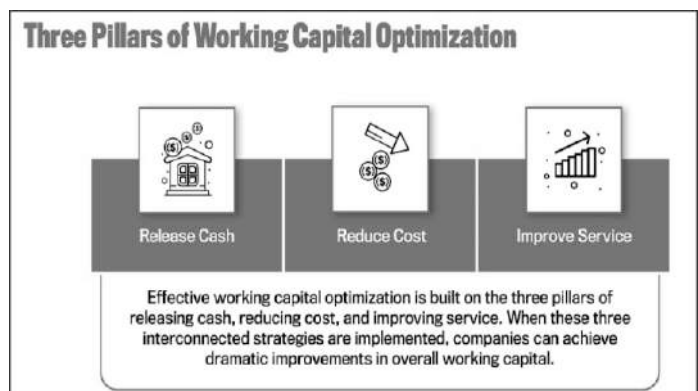 Three Pillars of Working Capital Optimization
Release Cash
Reduce Cost
Improve Service
Effective working capital optimization is built on the three pillars of
releasing cash, reducing cost, and improving service. When these three
interconnected strategies are implemented, companies can achieve
dramatic improvements in overall working capital.